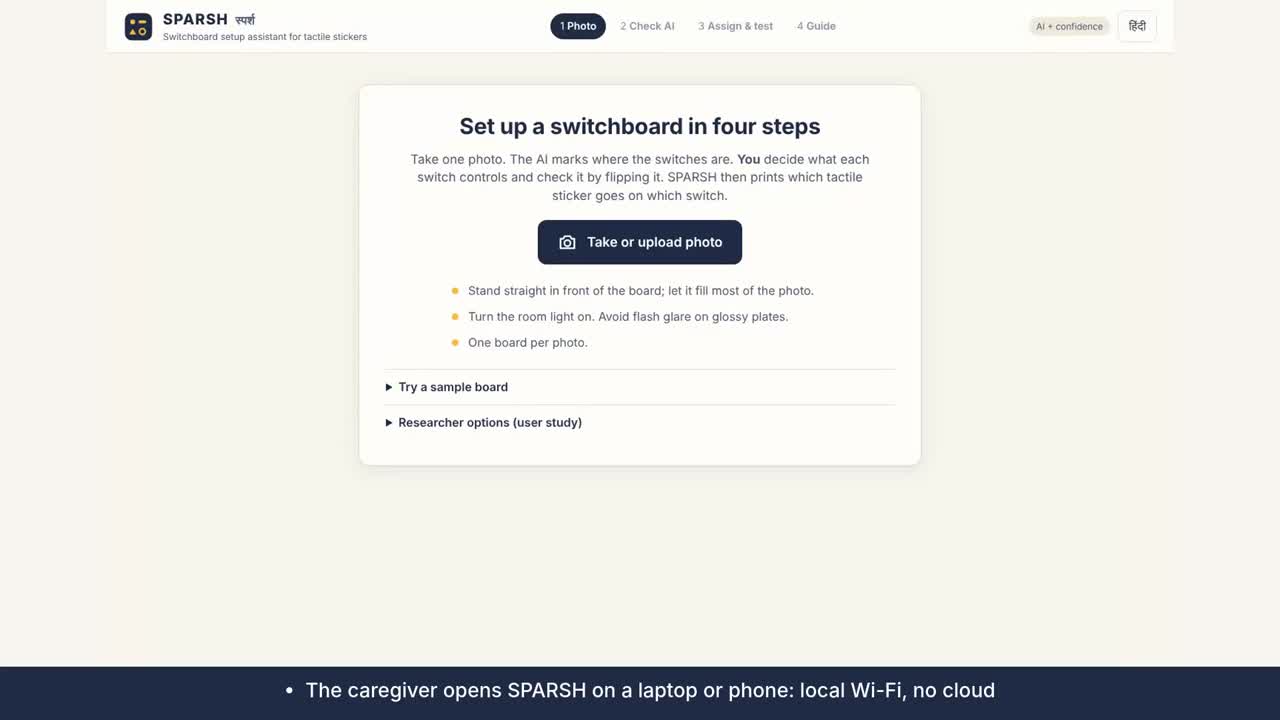 SPARSH स्पर्श
Switchboard setup assistant for tactile stickers
1 Photo
2 Check AI
3 Assign & test
4 Guide
AI + confidence
हिंदी
Set up a switchboard in four steps
Take one photo. The AI marks where the switches are. You decide what each
switch controls and check it by flipping it. SPARSH then prints which tactile
sticker goes on which switch.
Take or upload photo
Stand straight in front of the board; let it fill most of the photo.
Turn the room light on. Avoid flash glare on glossy plates.
One board per photo.
Try a sample board
Researcher options (user study)
• The caregiver opens SPARSH on a laptop or phone: local Wi-Fi, no cloud